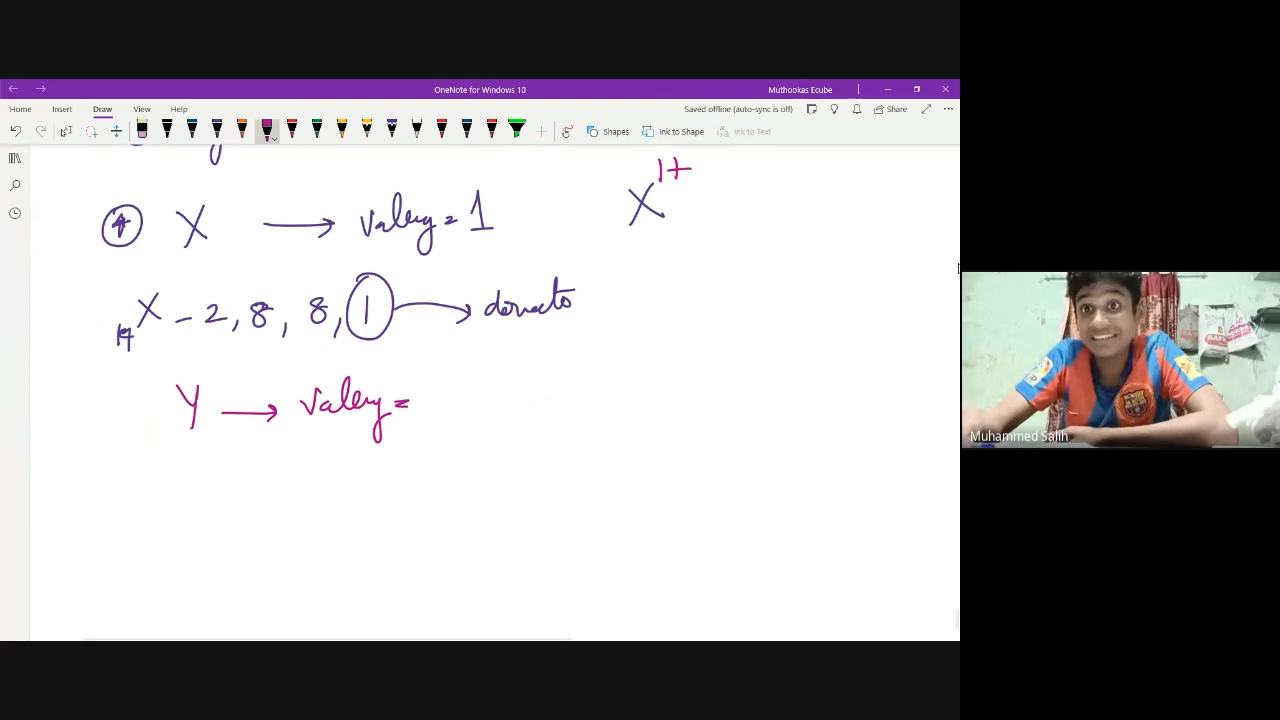 OneNote for Windows 10
Muthookas Ecube
Home Insert Draw View Help
Saved offline (auto-sync is off)
Share
Shapes Ink to Shape Ink to Text
X → valency = 1
X 1+
19 X - 2, 8, 8, 1 → donate
Y → valency =
Muhammed Salih